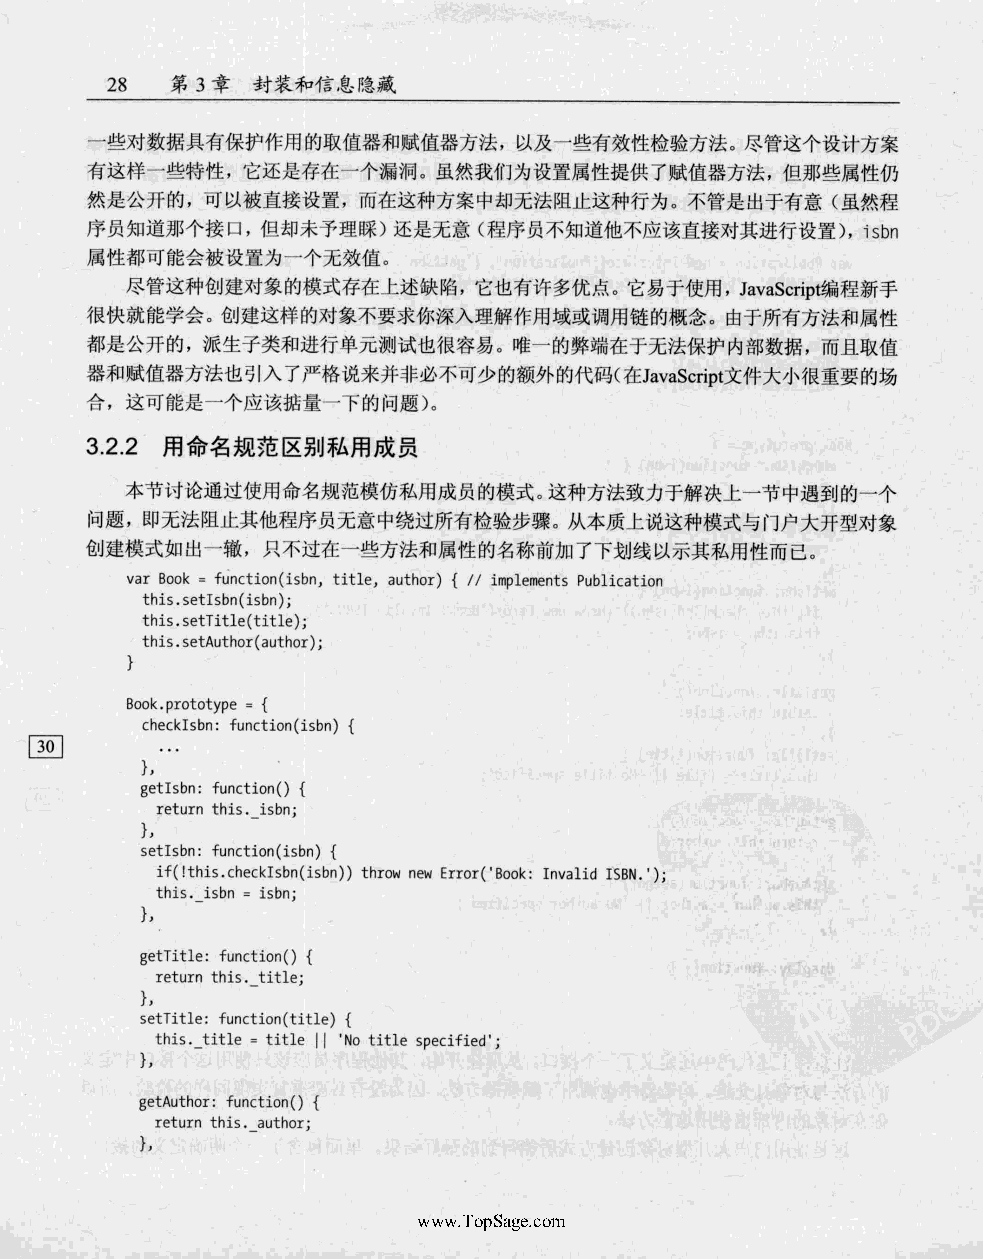 28 第 3 章 封装和信息隐藏
一些对数据具有保护作用的取值器和赋值器方法，以及一些有效性检验方法。尽管这个设计方案
有这样一些特性，它还是存在一个漏洞。虽然我们为设置属性提供了赋值器方法，但那些属性仍
然是公开的，可以被直接设置，而在这种方案中却无法阻止这种行为。不管是出于有意（虽然程
序员知道那个接口，但却未予理睬）还是无意（程序员不知道他不应该直接对其进行设置），isbn
属性都可能会被设置为一个无效值。
尽管这种创建对象的模式存在上述缺陷，它也有许多优点。它易于使用，JavaScript编程新手
很快就能学会。创建这样的对象不要求你深入理解作用域或调用链的概念。由于所有方法和属性
都是公开的，派生子类和进行单元测试也很容易。唯一的弊端在于无法保护内部数据，而且取值
器和赋值器方法也引入了严格说来并非必不可少的额外的代码（在JavaScript文件大小很重要的场
合，这可能是一个应该掂量一下的问题）。
3.2.2 用命名规范区别私用成员
本节讨论通过使用命名规范模仿私用成员的模式。这种方法致力于解决上一节中遇到的一个
问题，即无法阻止其他程序员无意中绕过所有检验步骤。从本质上说这种模式与门户大开型对象
创建模式如出一辙，只不过在一些方法和属性的名称前加了下划线以示其私用性而已。
var Book = function(isbn, title, author) { // implements Publication
this.setIsbn(isbn);
this.setTitle(title);
this.setAuthor(author);
}
Book.prototype = {
checkIsbn: function(isbn) {
30
...
},
getIsbn: function() {
return this._isbn;
},
setIsbn: function(isbn) {
if(!this.checkIsbn(isbn)) throw new Error('Book: Invalid ISBN.');
this._isbn = isbn;
},
getTitle: function() {
return this._title;
},
setTitle: function(title) {
this._title = title || 'No title specified';
},
getAuthor: function() {
return this._author;
},
www.TopSage.com